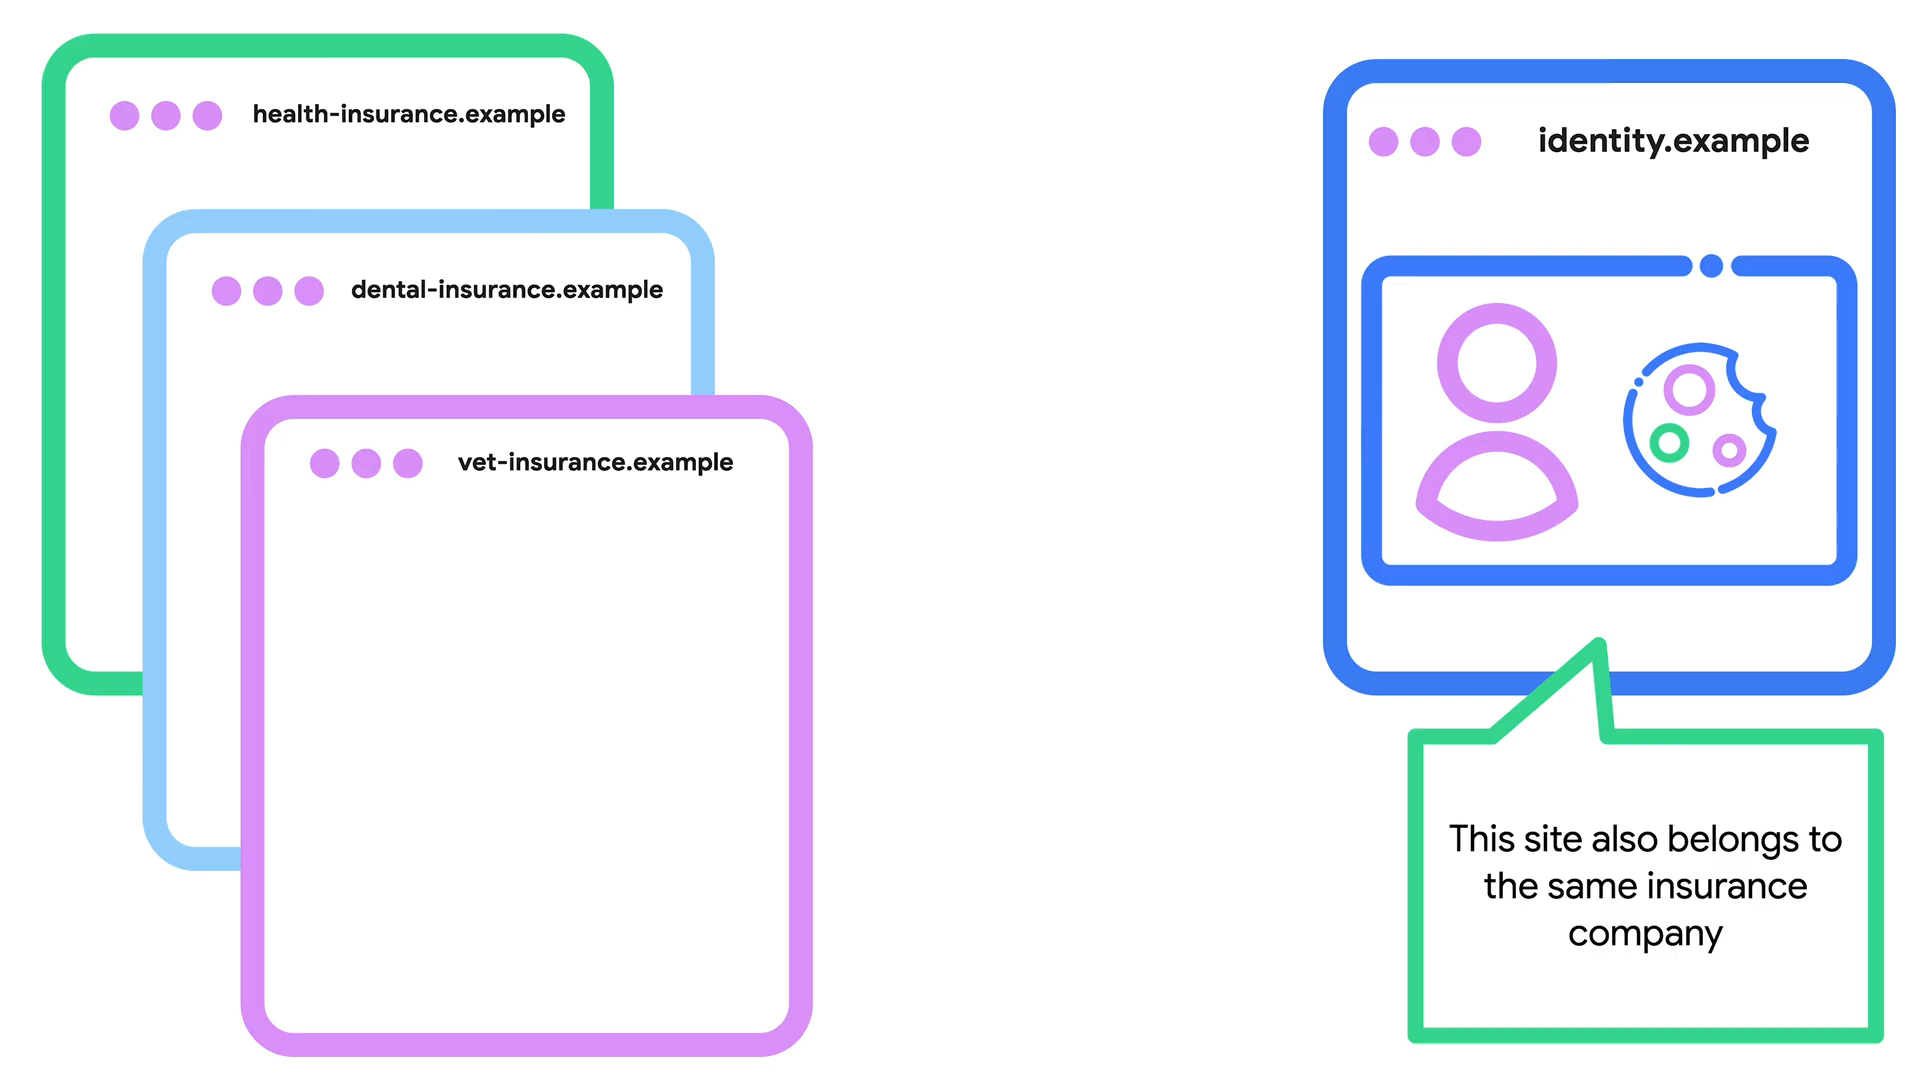 health-insurance.example
dental-insurance.example
vet-insurance.example
identity.example
This site also belongs to
the same insurance
company